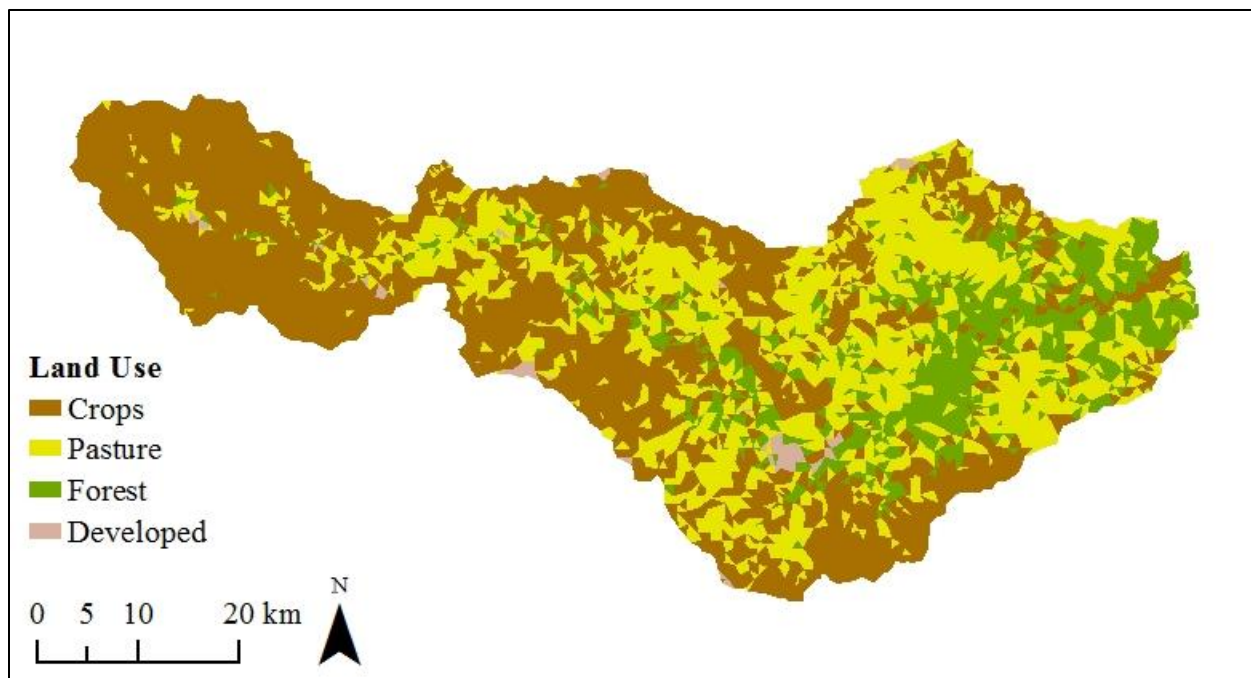 Land Use
Crops
Pasture
Forest
Developed
N
0 5 10 20 km